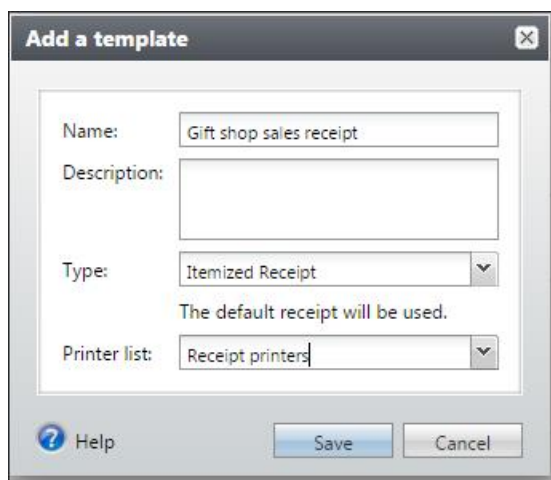 Add a template
Name: Gift shop sales receipt
Description:
Type: Itemized Receipt
The default receipt will be used.
Printer list: Receipt printers
Help Save Cancel